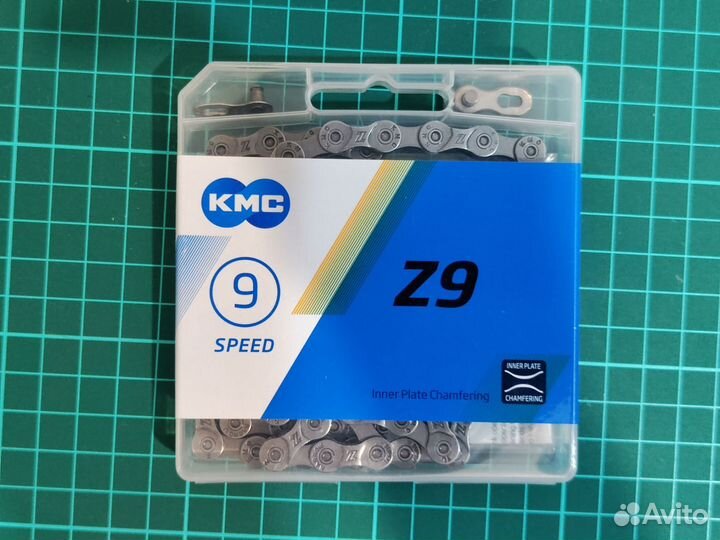 KMC
9
SPEED
Z9
Inner Plate Chamfering
INNER PLATE
CHAMFERING
Avito